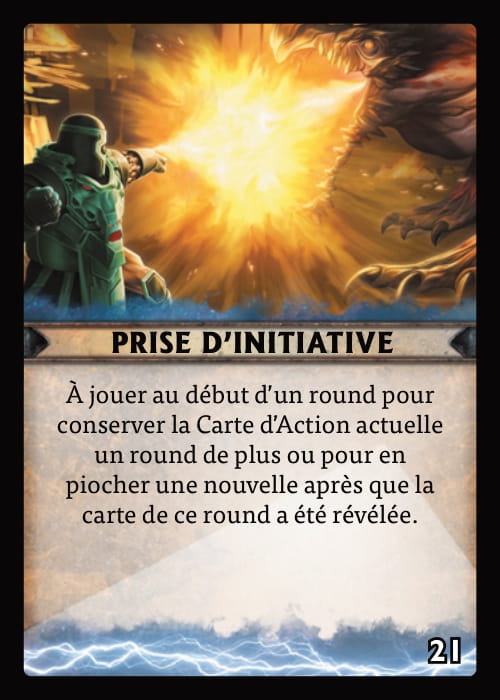 PRISE D'INITIATIVE
À jouer au début d'un round pour
conserver la Carte d'Action actuelle
un round de plus ou pour en
piocher une nouvelle après que la
carte de ce round a été révélée.
21